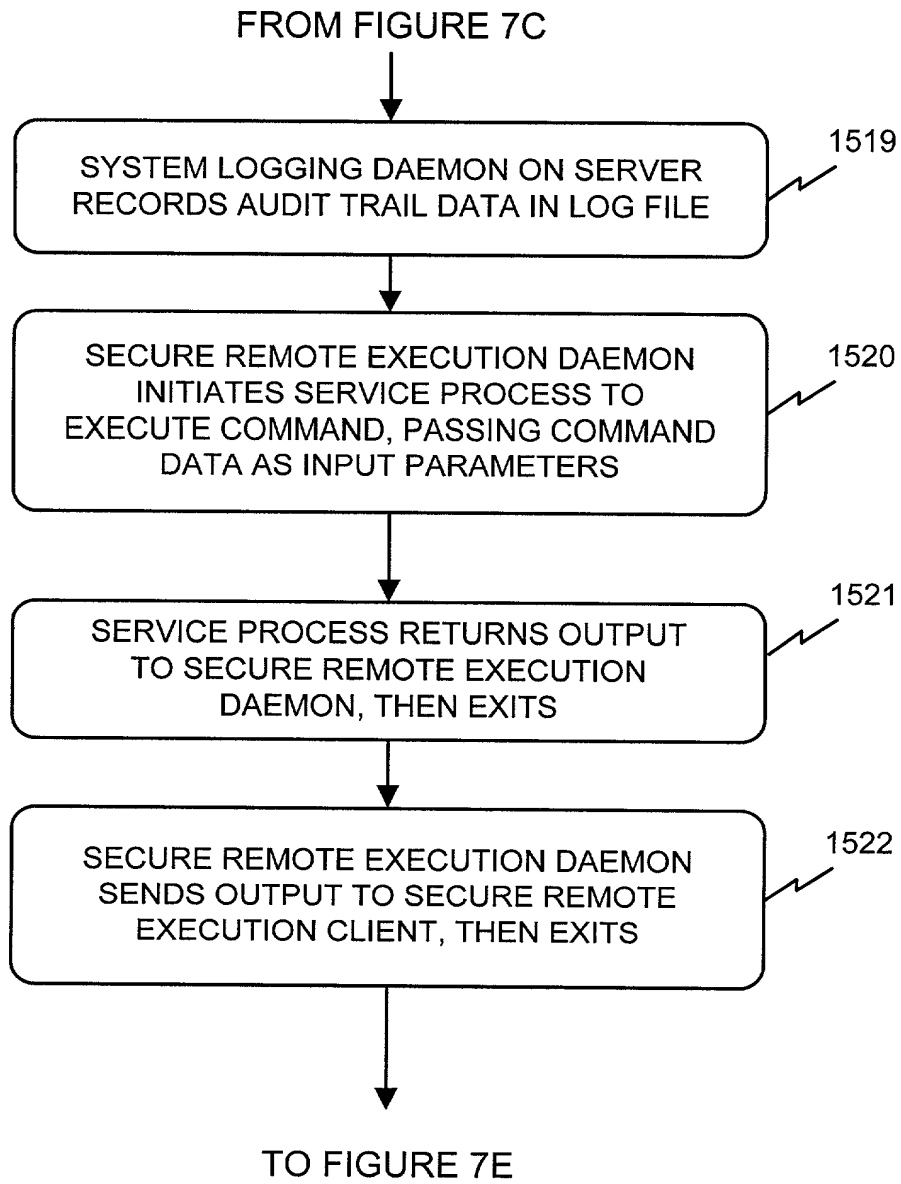 FROM FIGURE 7C
1519
SYSTEM LOGGING DAEMON ON SERVER
RECORDS AUDIT TRAIL DATA IN LOG FILE
1520
SECURE REMOTE EXECUTION DAEMON
INITIATES SERVICE PROCESS TO
EXECUTE COMMAND, PASSING COMMAND
DATA AS INPUT PARAMETERS
1521
SERVICE PROCESS RETURNS OUTPUT
TO SECURE REMOTE EXECUTION
DAEMON, THEN EXITS
1522
SECURE REMOTE EXECUTION DAEMON
SENDS OUTPUT TO SECURE REMOTE
EXECUTION CLIENT, THEN EXITS
TO FIGURE 7E